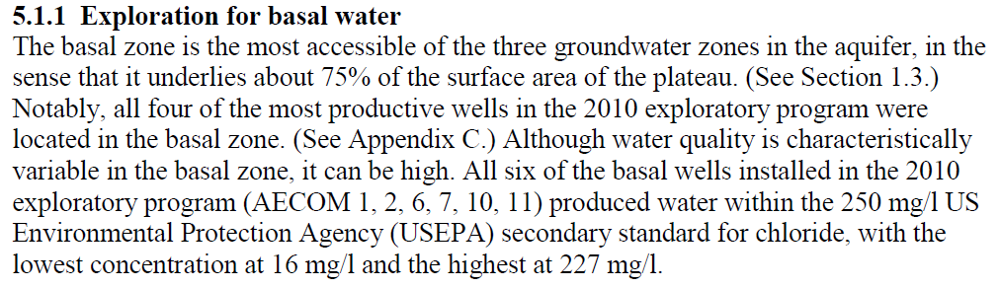 5.1.1 Exploration for basal water
The basal zone is the most accessible of the three groundwater zones in the aquifer, in the
sense that it underlies about 75% of the surface area of the plateau. (See Section 1.3.)
Notably, all four of the most productive wells in the 2010 exploratory program were
located in the basal zone. (See Appendix C.) Although water quality is characteristically
variable in the basal zone, it can be high. All six of the basal wells installed in the 2010
exploratory program (AECOM 1, 2, 6, 7, 10, 11) produced water within the 250 mg/l US
Environmental Protection Agency (USEPA) secondary standard for chloride, with the
lowest concentration at 16 mg/l and the highest at 227 mg/l.